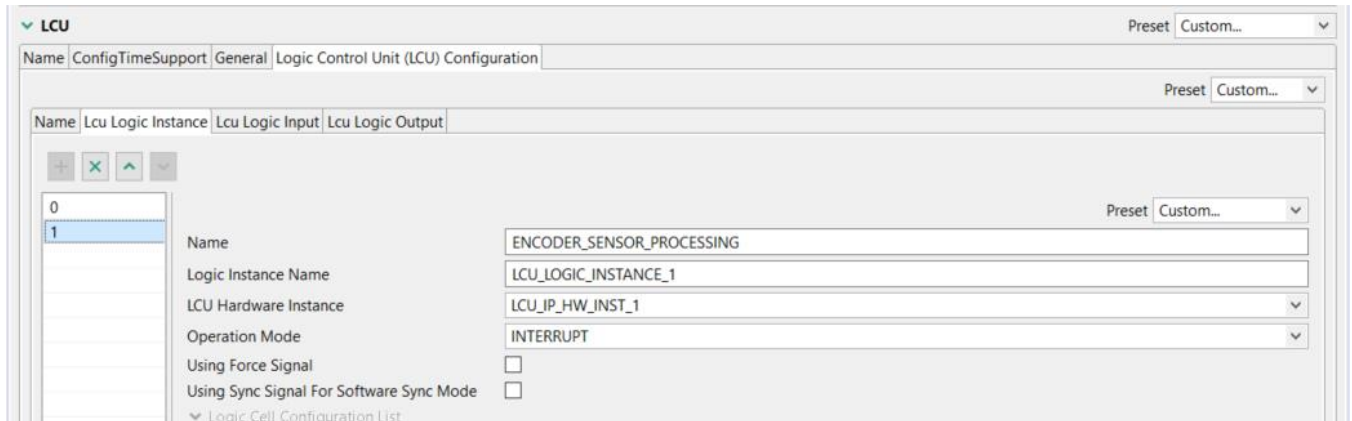 LCU Preset Custom...
Name ConfigTimeSupport General Logic Control Unit (LCU) Configuration
Preset Custom...
Name Lcu Logic Instance Lcu Logic Input Lcu Logic Output
0 Preset Custom...
1
Name ENCODER_SENSOR_PROCESSING
Logic Instance Name LCU_LOGIC_INSTANCE_1
LCU Hardware Instance LCU_IP_HW_INST_1
Operation Mode INTERRUPT
Using Force Signal
Using Sync Signal For Software Sync Mode
Logic Cell Configuration List